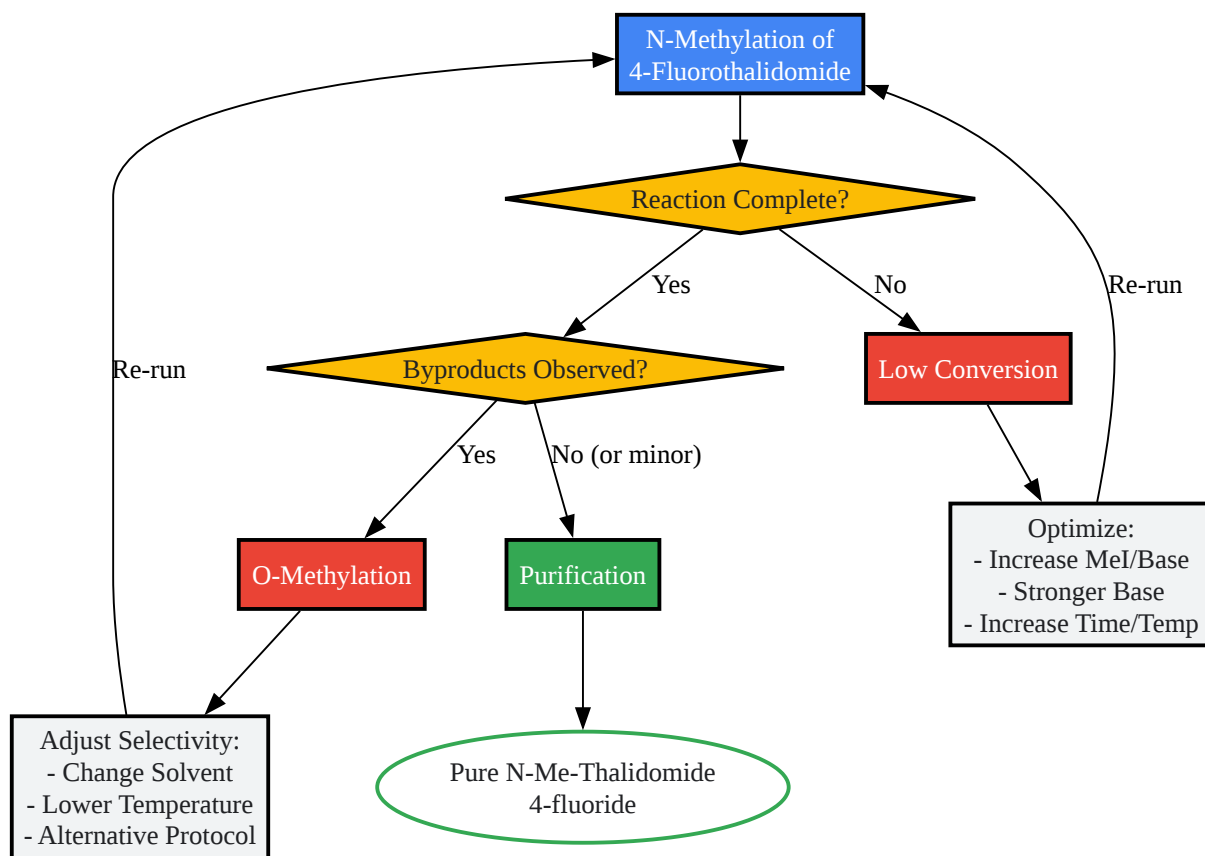 N-Methylation of
4-Fluorothalidomide
Reaction Complete?
Yes
No
Re-run
Byproducts Observed?
Low Conversion
Re-run
Yes
No (or minor)
O-Methylation
Purification
Optimize:
- Increase MeI/Base
- Stronger Base
- Increase Time/Temp
Adjust Selectivity:
- Change Solvent
- Lower Temperature
- Alternative Protocol
Pure N-Me-Thalidomide
4-fluoride